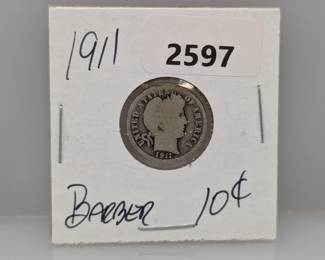 1911
2597
UNITED STATES OF AMERICA
1911
BARBER 10¢